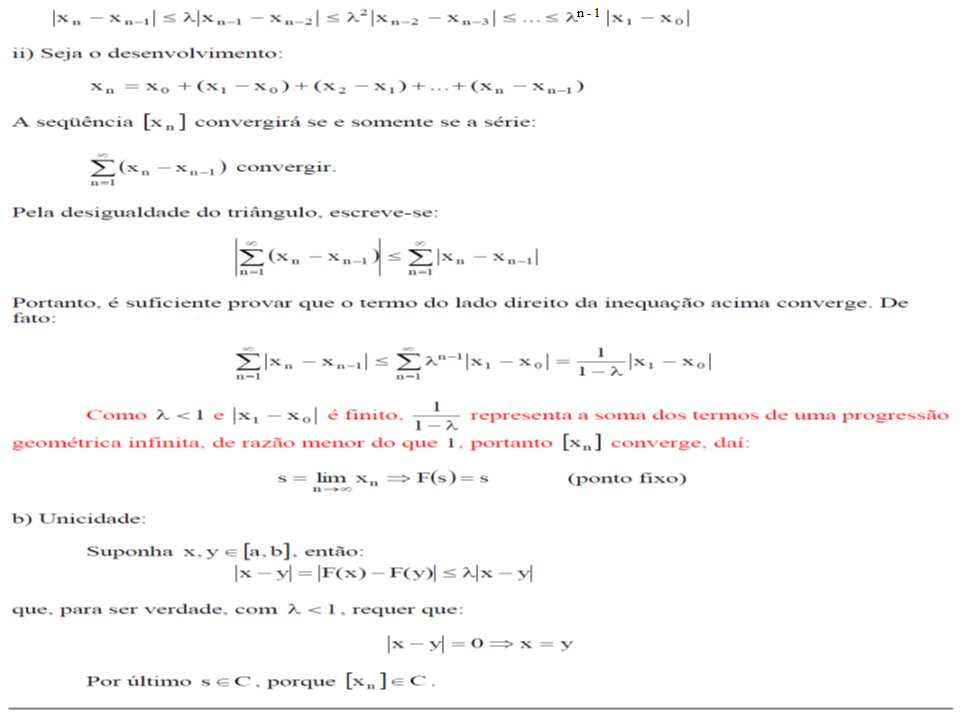 |xₙ − xₙ₋₁| ≤ λ|xₙ₋₁ − xₙ₋₂| ≤ λ²|xₙ₋₂ − xₙ₋₃| ≤ ... ≤ λⁿ⁻¹ |x₁ − x₀|
ii) Seja o desenvolvimento:
xₙ = x₀ + (x₁ − x₀) + (x₂ − x₁) + ... + (xₙ − xₙ₋₁)
A seqüência [xₙ] convergirá se e somente se a série:
∑_{n=1}^{∞} (xₙ − xₙ₋₁) convergir.
Pela desigualdade do triângulo, escreve-se:
|∑_{n=1}^{∞} (xₙ − xₙ₋₁)| ≤ ∑_{n=1}^{∞} |xₙ − xₙ₋₁|
Portanto, é suficiente provar que o termo do lado direito da inequação acima converge. De
fato:
∑_{n=1}^{∞} |xₙ − xₙ₋₁| ≤ ∑_{n=1}^{∞} λⁿ⁻¹|x₁ − x₀| = 1/(1 − λ) |x₁ − x₀|
Como λ < 1 e |x₁ − x₀| é finito, 1/(1 − λ) representa a soma dos termos de uma progressão
geométrica infinita, de razão menor do que 1, portanto [xₙ] converge, daí:
s = lim_{n→∞} xₙ ⟹ F(s) = s (ponto fixo)
b) Unicidade:
Suponha x, y ∈ [a, b], então:
|x − y| = |F(x) − F(y)| ≤ λ|x − y|
que, para ser verdade, com λ < 1, requer que:
|x − y| = 0 ⟹ x = y
Por último s ∈ C, porque [xₙ] ∈ C.